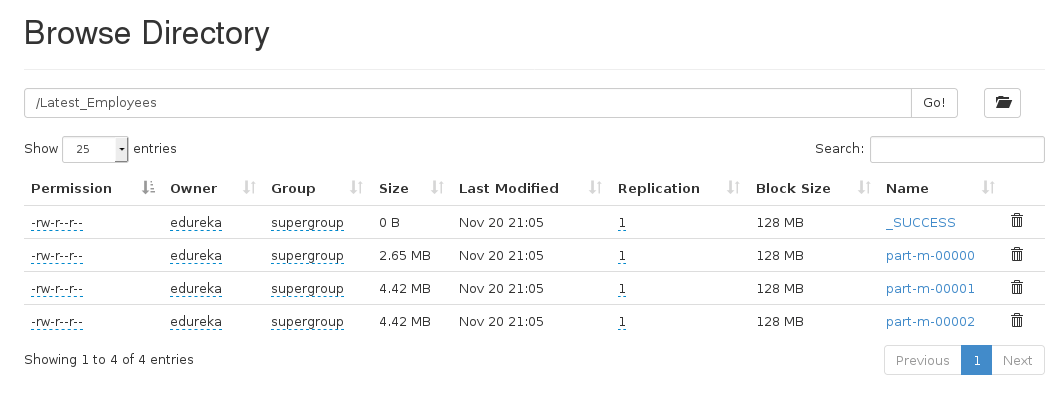 Browse Directory
/Latest_Employees Go!
Show 25 entries Search:
Permission Owner Group Size Last Modified Replication Block Size Name
-rw-r--r-- edureka supergroup 0 B Nov 20 21:05 1 128 MB _SUCCESS
-rw-r--r-- edureka supergroup 2.65 MB Nov 20 21:05 1 128 MB part-m-00000
-rw-r--r-- edureka supergroup 4.42 MB Nov 20 21:05 1 128 MB part-m-00001
-rw-r--r-- edureka supergroup 4.42 MB Nov 20 21:05 1 128 MB part-m-00002
Showing 1 to 4 of 4 entries Previous 1 Next